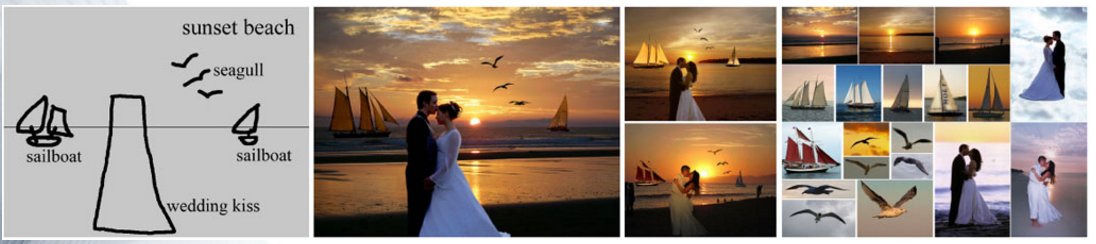 sunset beach
seagull
sailboat
sailboat
wedding kiss